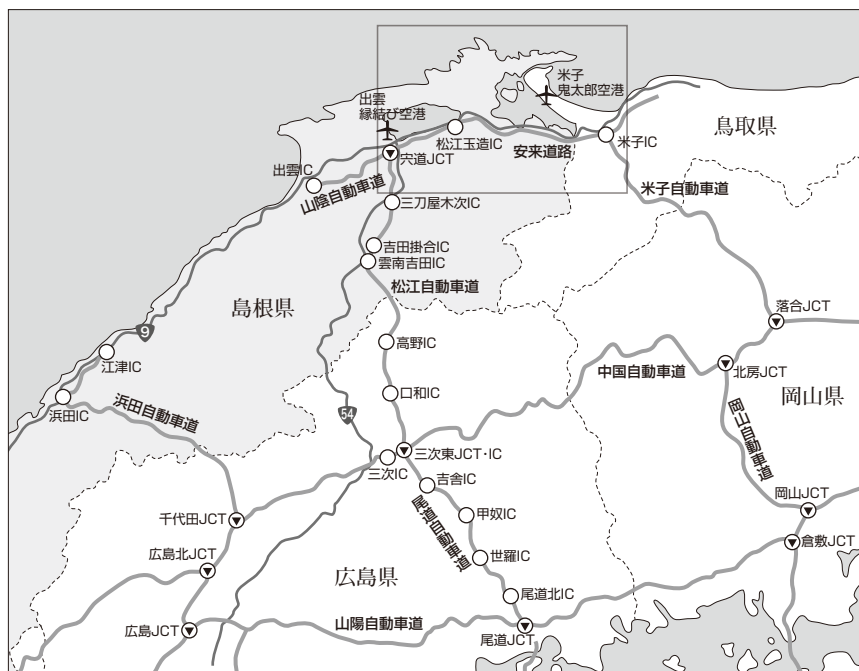 米子
鬼太郎空港
出雲
縁結び空港
鳥取県
松江玉造IC
安来道路
米子IC
宍道JCT
出雲IC
山陰自動車道
米子自動車道
三刀屋木次IC
吉田掛合IC
雲南吉田IC
松江自動車道
島根県
落合JCT
9
高野IC
江津IC
中国自動車道
北房JCT
岡山県
口和IC
浜田IC
浜田自動車道
54
岡山自動車道
三次東JCT・IC
三次IC
吉舎IC
岡山JCT
千代田JCT
甲奴IC
尾道自動車道
倉敷JCT
広島北JCT
世羅IC
広島県
尾道北IC
広島JCT
山陽自動車道
尾道JCT